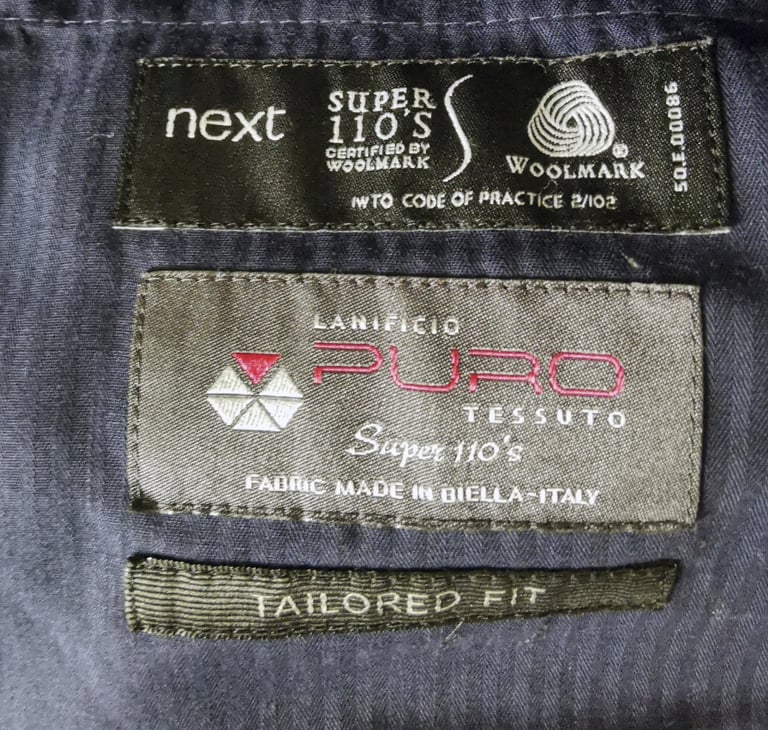 next
SUPER
110'S
CERTIFIED BY
WOOLMARK
WOOLMARK®
IWTO CODE OF PRACTICE 2/102
SQ.E.00086
LANIFICIO
PURO
TESSUTO
Super 110's
FABRIC MADE IN BIELLA-ITALY
TAILORED FIT